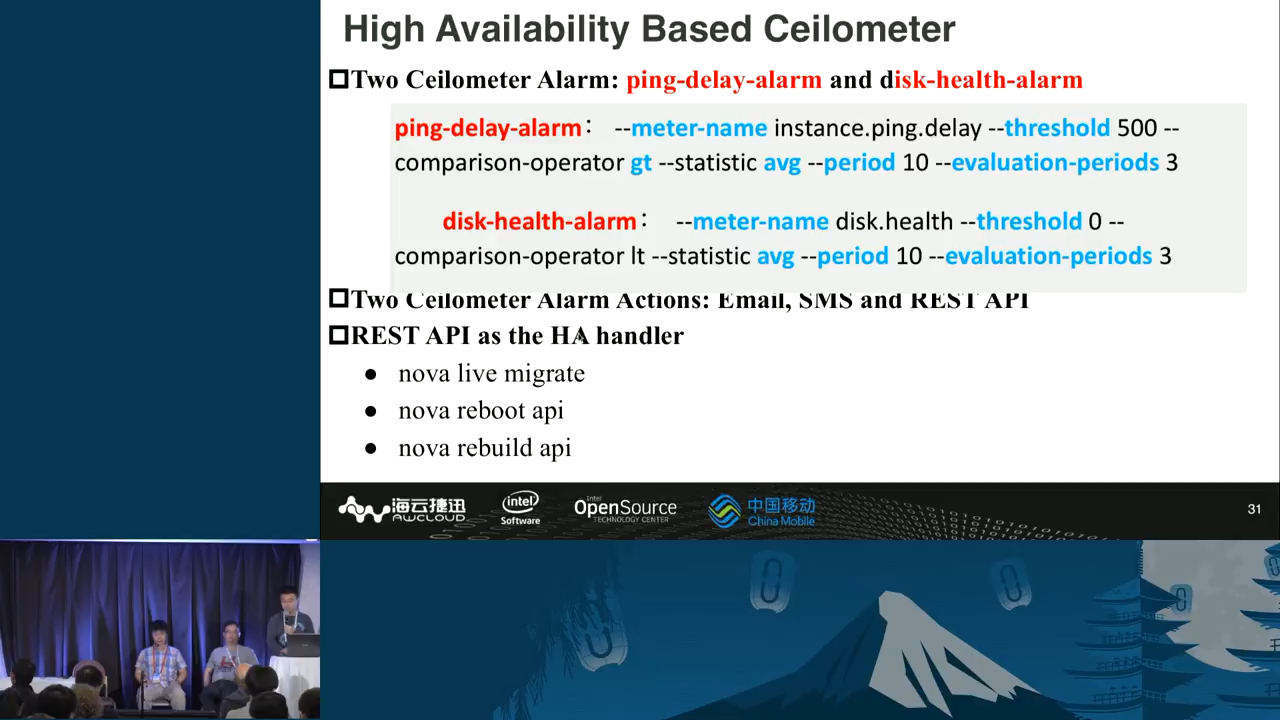 High Availability Based Ceilometer
Two Ceilometer Alarm: ping-delay-alarm and disk-health-alarm
ping-delay-alarm： --meter-name instance.ping.delay --threshold 500 --
comparison-operator gt --statistic avg --period 10 --evaluation-periods 3
disk-health-alarm： --meter-name disk.health --threshold 0 --
comparison-operator lt --statistic avg --period 10 --evaluation-periods 3
Two Ceilometer Alarm Actions: Email, SMS and REST API
REST API as the HA handler
● nova live migrate
● nova reboot api
● nova rebuild api
海云捷迅
AWCLOUD
intel
Software
Intel
OpenSource
TECHNOLOGY CENTER
中国移动
China Mobile
31